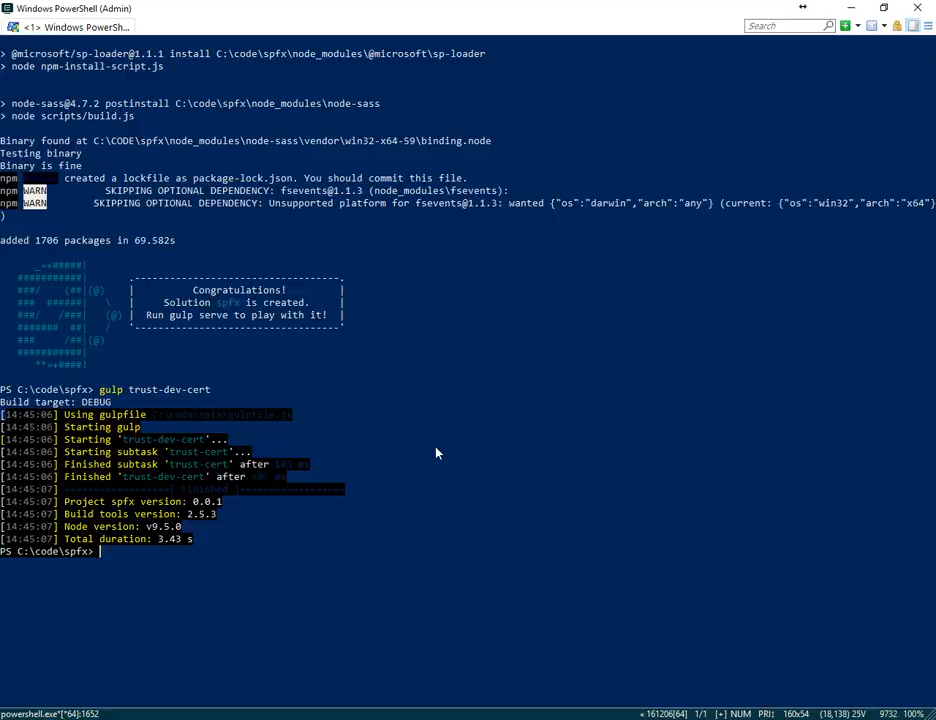 Windows PowerShell (Admin)
<1> Windows PowerSh...
Search
> @microsoft/sp-loader@1.1.1 install C:\code\spfx\node_modules\@microsoft\sp-loader
> node npm-install-script.js
> node-sass@4.7.2 postinstall C:\code\spfx\node_modules\node-sass
> node scripts/build.js
Binary found at C:\CODE\spfx\node_modules\node-sass\vendor\win32-x64-59\binding.node
Testing binary
Binary is fine
npm created a lockfile as package-lock.json. You should commit this file.
npm WARN SKIPPING OPTIONAL DEPENDENCY: fsevents@1.1.3 (node_modules\fsevents):
npm WARN SKIPPING OPTIONAL DEPENDENCY: Unsupported platform for fsevents@1.1.3: wanted {"os":"darwin","arch":"any"} (current: {"os":"win32","arch":"x64"}
)
added 1706 packages in 69.582s
_=+#####!
###########| .-----------------------------------.
###/ (##|(@) | Congratulations! |
### ######| \ | Solution spfx is created. |
###/ /###| (@) | Run gulp serve to play with it! |
####### ##| / '-----------------------------------'
### /##|(@)
###########|
**=+####!
PS C:\code\spfx> gulp trust-dev-cert
Build target: DEBUG
[14:45:06] Using gulpfile C:\code\spfx\gulpfile.js
[14:45:06] Starting gulp
[14:45:06] Starting 'trust-dev-cert'...
[14:45:06] Starting subtask 'trust-cert'...
[14:45:06] Finished subtask 'trust-cert' after ms
[14:45:06] Finished 'trust-dev-cert' after ms
[14:45:07] ==================[ Finished ]==================
[14:45:07] Project spfx version: 0.0.1
[14:45:07] Build tools version: 2.5.3
[14:45:07] Node version: v9.5.0
[14:45:07] Total duration: 3.43 s
PS C:\code\spfx>
powershell.exe*[*64]:1652 « 161206[64] 1/1 [+] NUM PRI↕ 160x54 (18,138) 25V 9732 100%